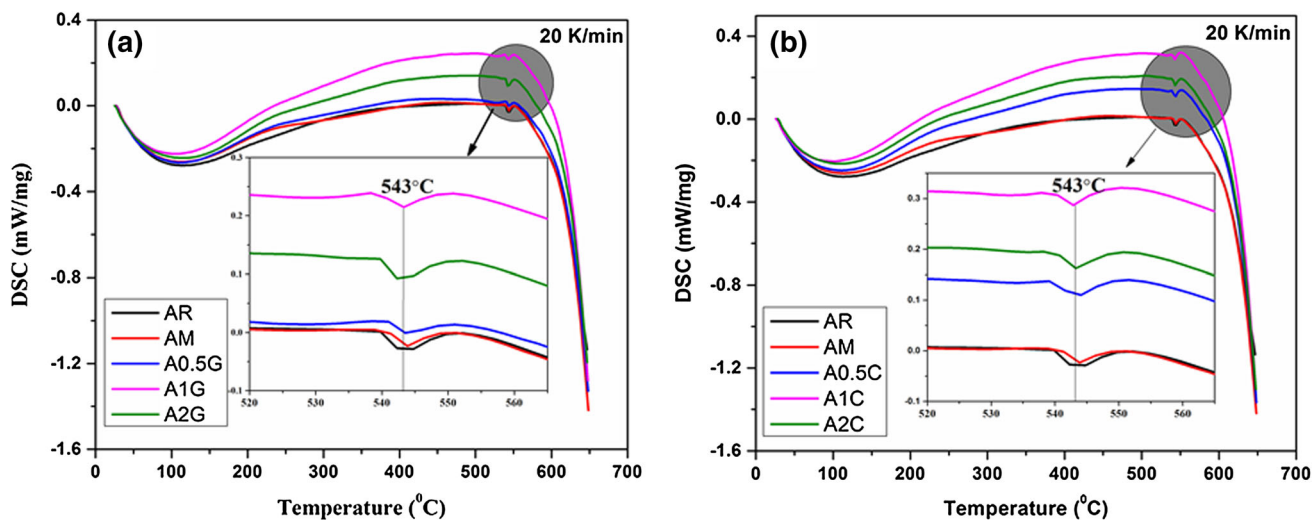 (a)
20 K/min
0.4
0.0
-0.4
-0.8
-1.2
-1.6
DSC (mW/mg)
543°C
0.3
0.2
0.1
0.0
-0.1
520 530 540 550 560
AR
AM
A0.5G
A1G
A2G
0 100 200 300 400 500 600 700
Temperature (⁰C)
(b)
20 K/min
0.4
0.0
-0.4
-0.8
-1.2
-1.6
DSC (mW/mg)
543°C
0.3
0.2
0.1
0.0
-0.1
520 530 540 550 560
AR
AM
A0.5C
A1C
A2C
0 100 200 300 400 500 600 700
Temperature (⁰C)